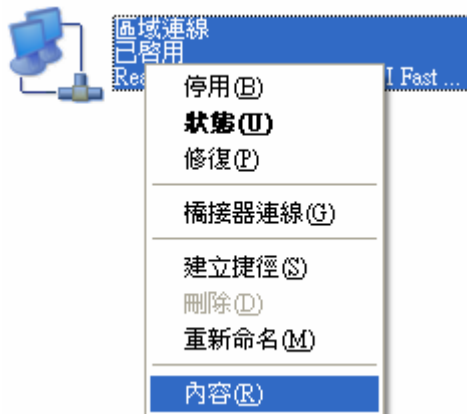 區域連線
已啓用
Rea I Fast ...
停用(B)
狀態(U)
修復(P)
橋接器連線(G)
建立捷徑(S)
刪除(D)
重新命名(M)
內容(R)